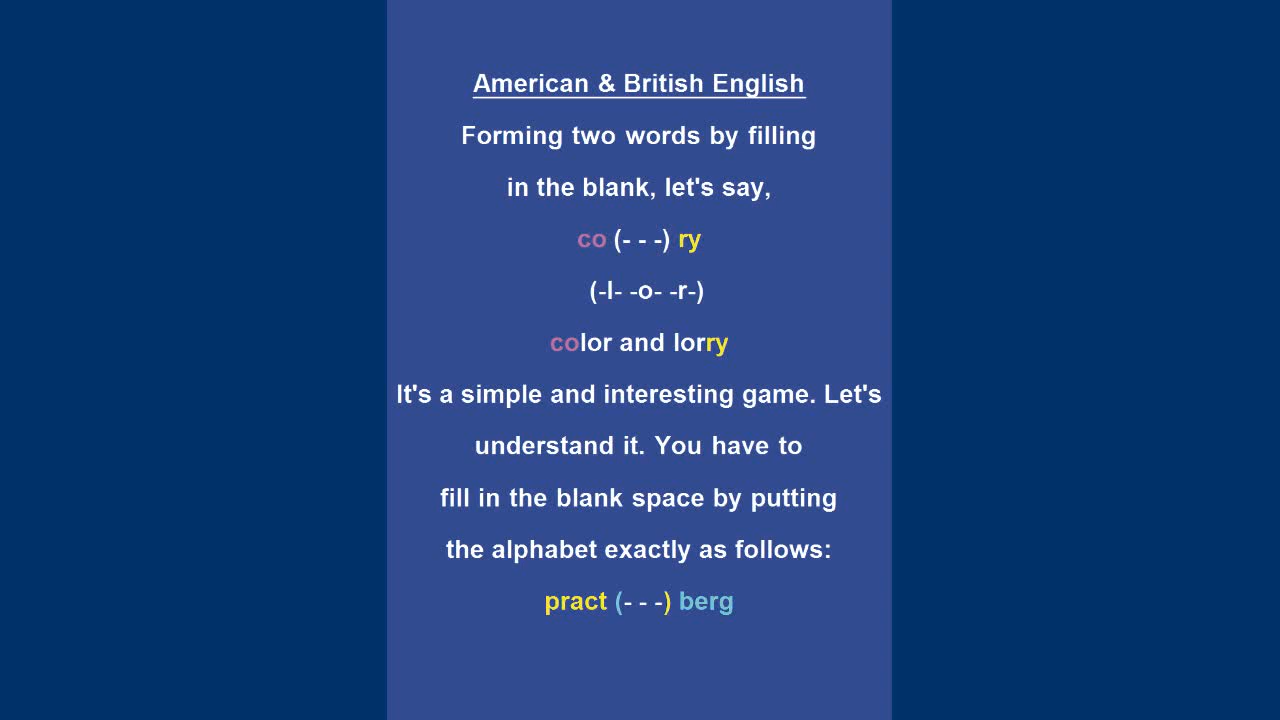 American & British English
Forming two words by filling
in the blank, let's say,
co (- - -) ry
(-l- -o- -r-)
color and lorry
It's a simple and interesting game. Let's
understand it. You have to
fill in the blank space by putting
the alphabet exactly as follows:
pract (- - -) berg